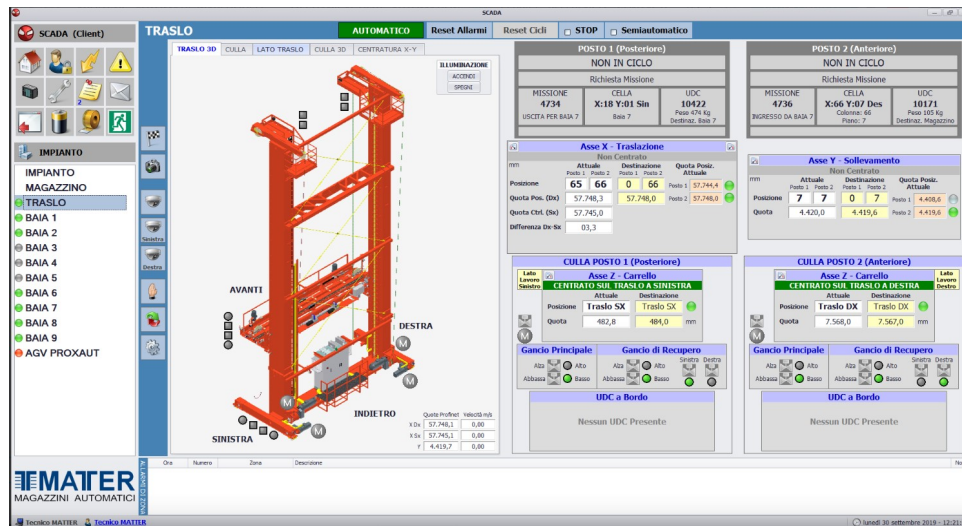 SCADA
SCADA (Client)
TRASLO
AUTOMATICO
Reset Allarmi
Reset Cicli
STOP
Semiautomatico
2
IMPIANTO
IMPIANTO
MAGAZZINO
TRASLO
BAIA 1
BAIA 2
BAIA 3
BAIA 4
BAIA 5
BAIA 6
BAIA 7
BAIA 8
BAIA 9
AGV PROXAUT
MATTER
MAGAZZINI AUTOMATICI
Sinistra
Destra
TRASLO 3D
CULLA
LATO TRASLO
CULLA 3D
CENTRATURA X-Y
ILLUMINAZIONE
ACCENDI
SPEGNI
AVANTI
DESTRA
M
M
M
INDIETRO
SINISTRA
M
Quote Profinet Velocità m/s
X Dx 57.748,1 0,00
X Sx 57.745,1 0,00
Y 4.419,7 0,00
POSTO 1 (Posteriore)
NON IN CICLO
Richiesta Missione
MISSIONE CELLA UDC
4734 X:18 Y:01 Sin 10422
USCITA PER BAIA 7 Baia 7 Peso 474 Kg
Destinaz. Baia 7
POSTO 2 (Anteriore)
NON IN CICLO
Richiesta Missione
MISSIONE CELLA UDC
4736 X:66 Y:07 Des 10171
INGRESSO DA BAIA 7 Colonna: 66 Peso 105 Kg
Piano: 7 Destinaz. Magazzino
Asse X - Traslazione
Non Centrato
mm Attuale Destinazione Quota Posiz.
Posto 1 Posto 2 Posto 1 Posto 2 Attuale
Posizione 65 66 0 66 Posto 1 57.744,4
Quota Pos. (Dx) 57.748,3 57.748,0 Posto 2 57.748,0
Quota Ctrl. (Sx) 57.745,0
Differenza Dx-Sx 03,3
Asse Y - Sollevamento
Non Centrato
mm Attuale Destinazione Quota Posiz.
Posto 1 Posto 2 Posto 1 Posto 2 Attuale
Posizione 7 7 0 7 Posto 1 4.408,6
Quota 4.420,0 4.419,6 Posto 2 4.419,6
CULLA POSTO 1 (Posteriore)
Lato Lavoro Sinistro
Asse Z - Carrello
CENTRATO SUL TRASLO A SINISTRA
Attuale Destinazione
Posizione Traslo SX Traslo SX
Quota 482,8 484,0 mm
M
Gancio Principale Gancio di Recupero
Sinistra Destra
Alza Alto Alza Alto
Abbassa Basso Abbassa Basso
UDC a Bordo
Nessun UDC Presente
CULLA POSTO 2 (Anteriore)
Asse Z - Carrello
Lato Lavoro Destro
CENTRATO SUL TRASLO A DESTRA
Attuale Destinazione
Posizione Traslo DX Traslo DX
Quota 7.568,0 7.567,0 mm
M
Gancio Principale Gancio di Recupero
Sinistra Destra
Alza Alto Alza Alto
Abbassa Basso Abbassa Basso
UDC a Bordo
Nessun UDC Presente
ALLARMI DI ZONA
Ora Numero Zona Descrizione
Tecnico MATTER Tecnico MATTER
lunedì 30 settembre 2019 - 12:21